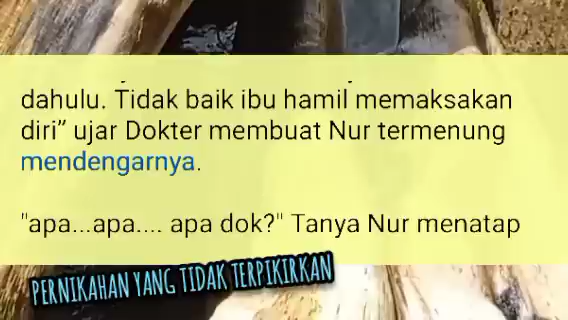 dahulu. Tidak baik ibu hamil memaksakan
diri” ujar Dokter membuat Nur termenung
mendengarnya.
"apa...apa.... apa dok?" Tanya Nur menatap
PERNIKAHAN YANG TIDAK TERPIKIRKAN